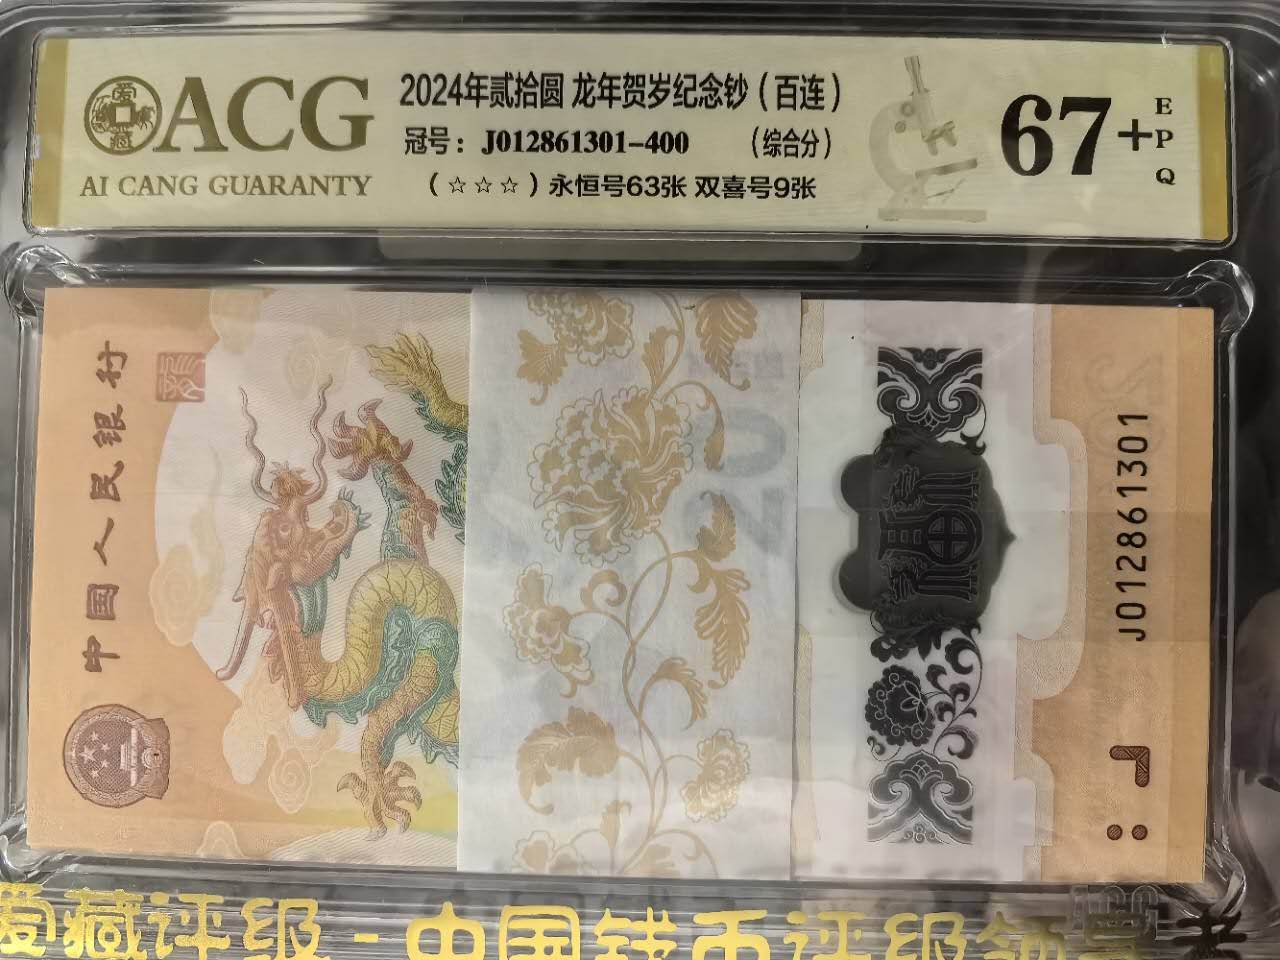 爱藏
ACG
AI CANG GUARANTY
2024年贰拾圆 龙年贺岁纪念钞（百连）
冠号：J012861301-400 （综合分）
（☆☆☆）永恒号63张 双喜号9张
67+
EPQ
中国人民银行
J012861301
爱藏评级-中国钱币评级领导者